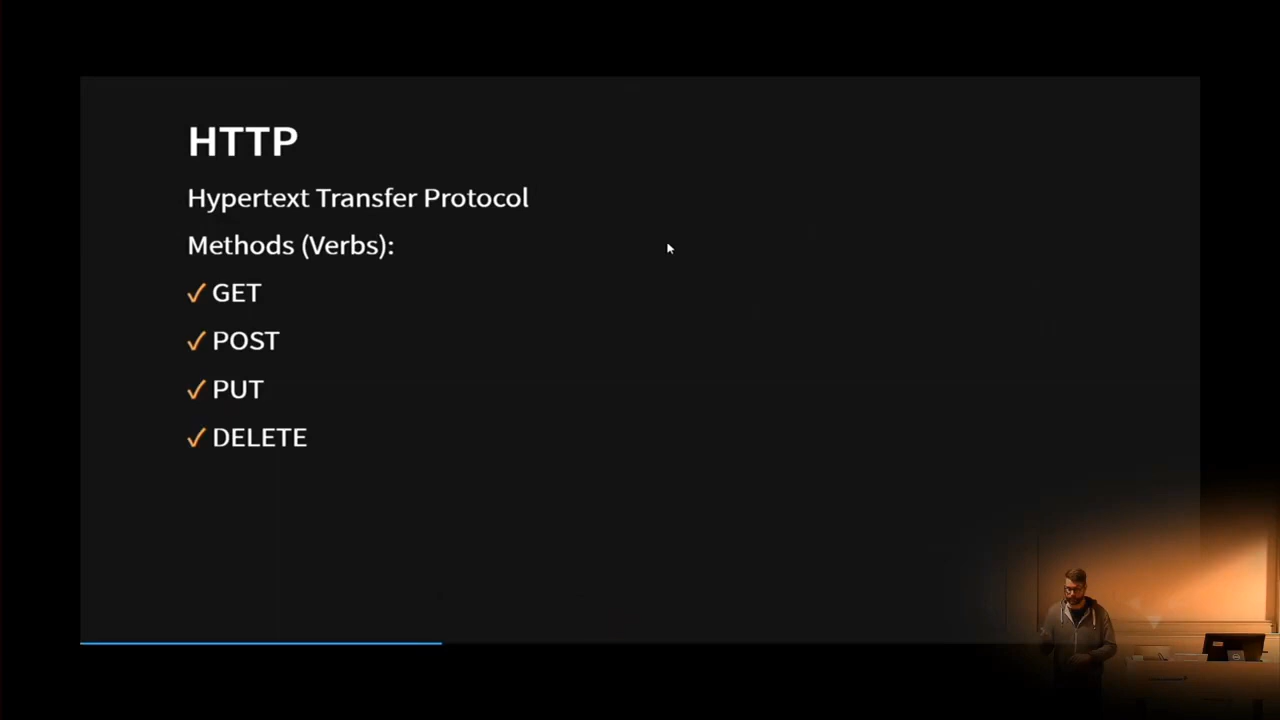 HTTP
Hypertext Transfer Protocol
Methods (Verbs):
✓ GET
✓ POST
✓ PUT
✓ DELETE